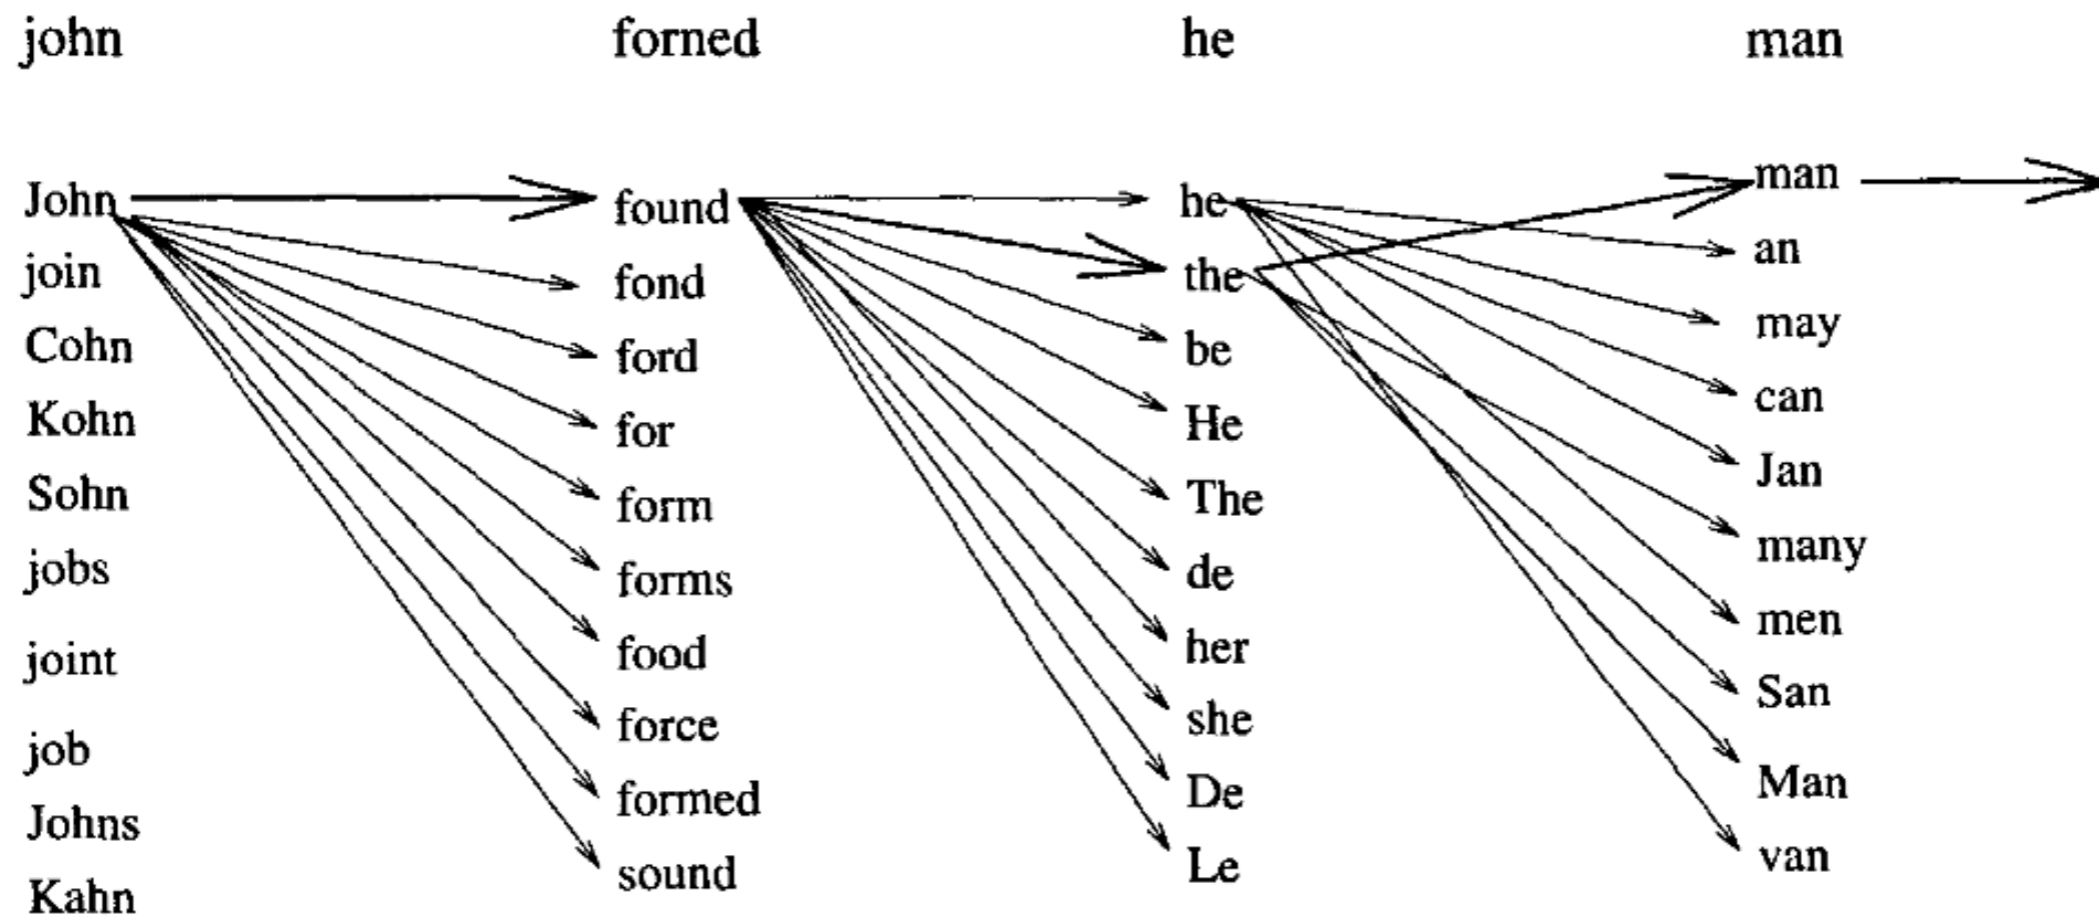 john forned he man
John found he man
join fond the an
Cohn ford be may
Kohn for He can
Sohn form The Jan
jobs forms de many
joint food her men
job force she San
Johns formed De Man
Kahn sound Le van